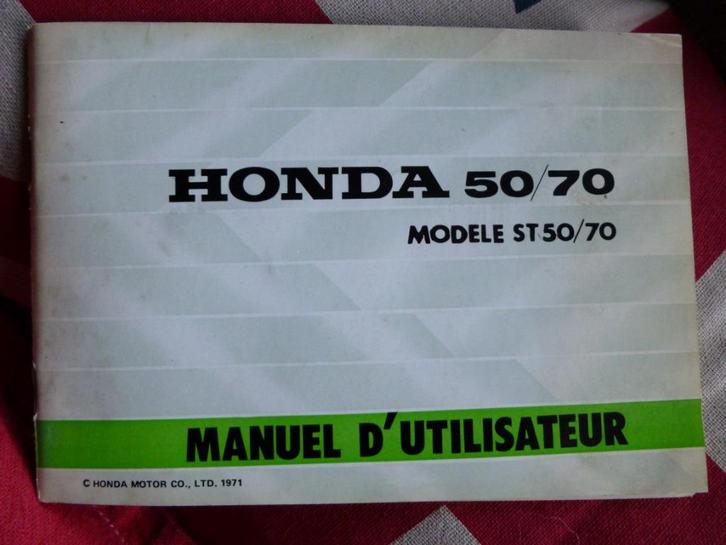 HONDA 50/70
MODELE ST 50/70
MANUEL D'UTILISATEUR
© HONDA MOTOR CO., LTD. 1971